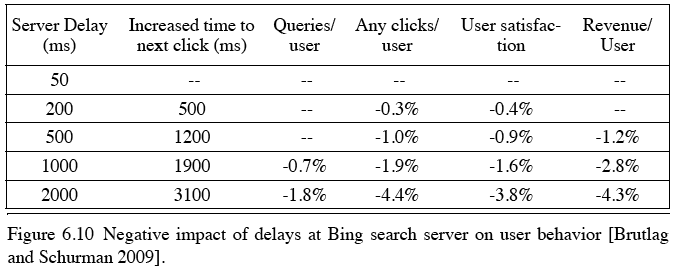 Server Delay Increased time to Queries/ Any clicks/ User satisfac- Revenue/
(ms) next click (ms) user user tion User
50 -- -- -- -- --
200 500 -- -0.3% -0.4% --
500 1200 -- -1.0% -0.9% -1.2%
1000 1900 -0.7% -1.9% -1.6% -2.8%
2000 3100 -1.8% -4.4% -3.8% -4.3%
Figure 6.10 Negative impact of delays at Bing search server on user behavior [Brutlag
and Schurman 2009].